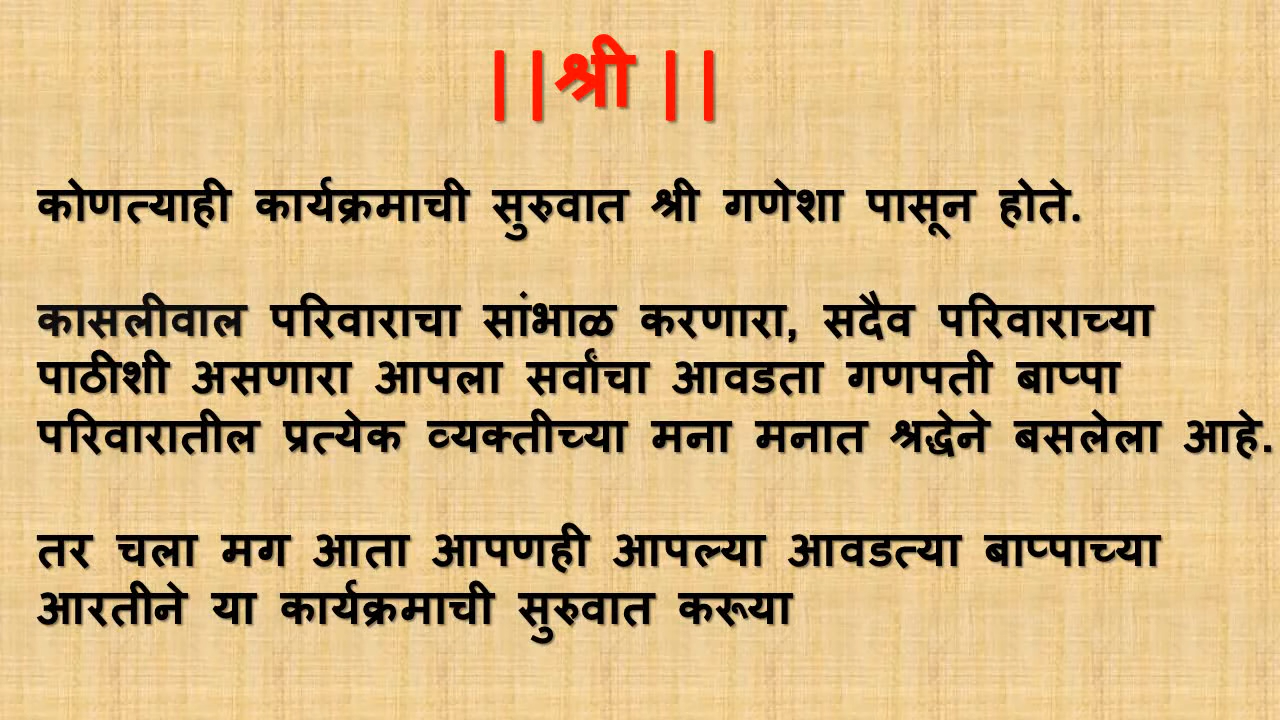 ||श्री ||
कोणत्याही कार्यक्रमाची सुरुवात श्री गणेशा पासून होते.
कासलीवाल परिवाराचा सांभाळ करणारा, सदैव परिवाराच्या
पाठीशी असणारा आपला सर्वांचा आवडता गणपती बाप्पा
परिवारातील प्रत्येक व्यक्तीच्या मना मनात श्रद्धेने बसलेला आहे.
तर चला मग आता आपणही आपल्या आवडत्या बाप्पाच्या
आरतीने या कार्यक्रमाची सुरुवात करूया